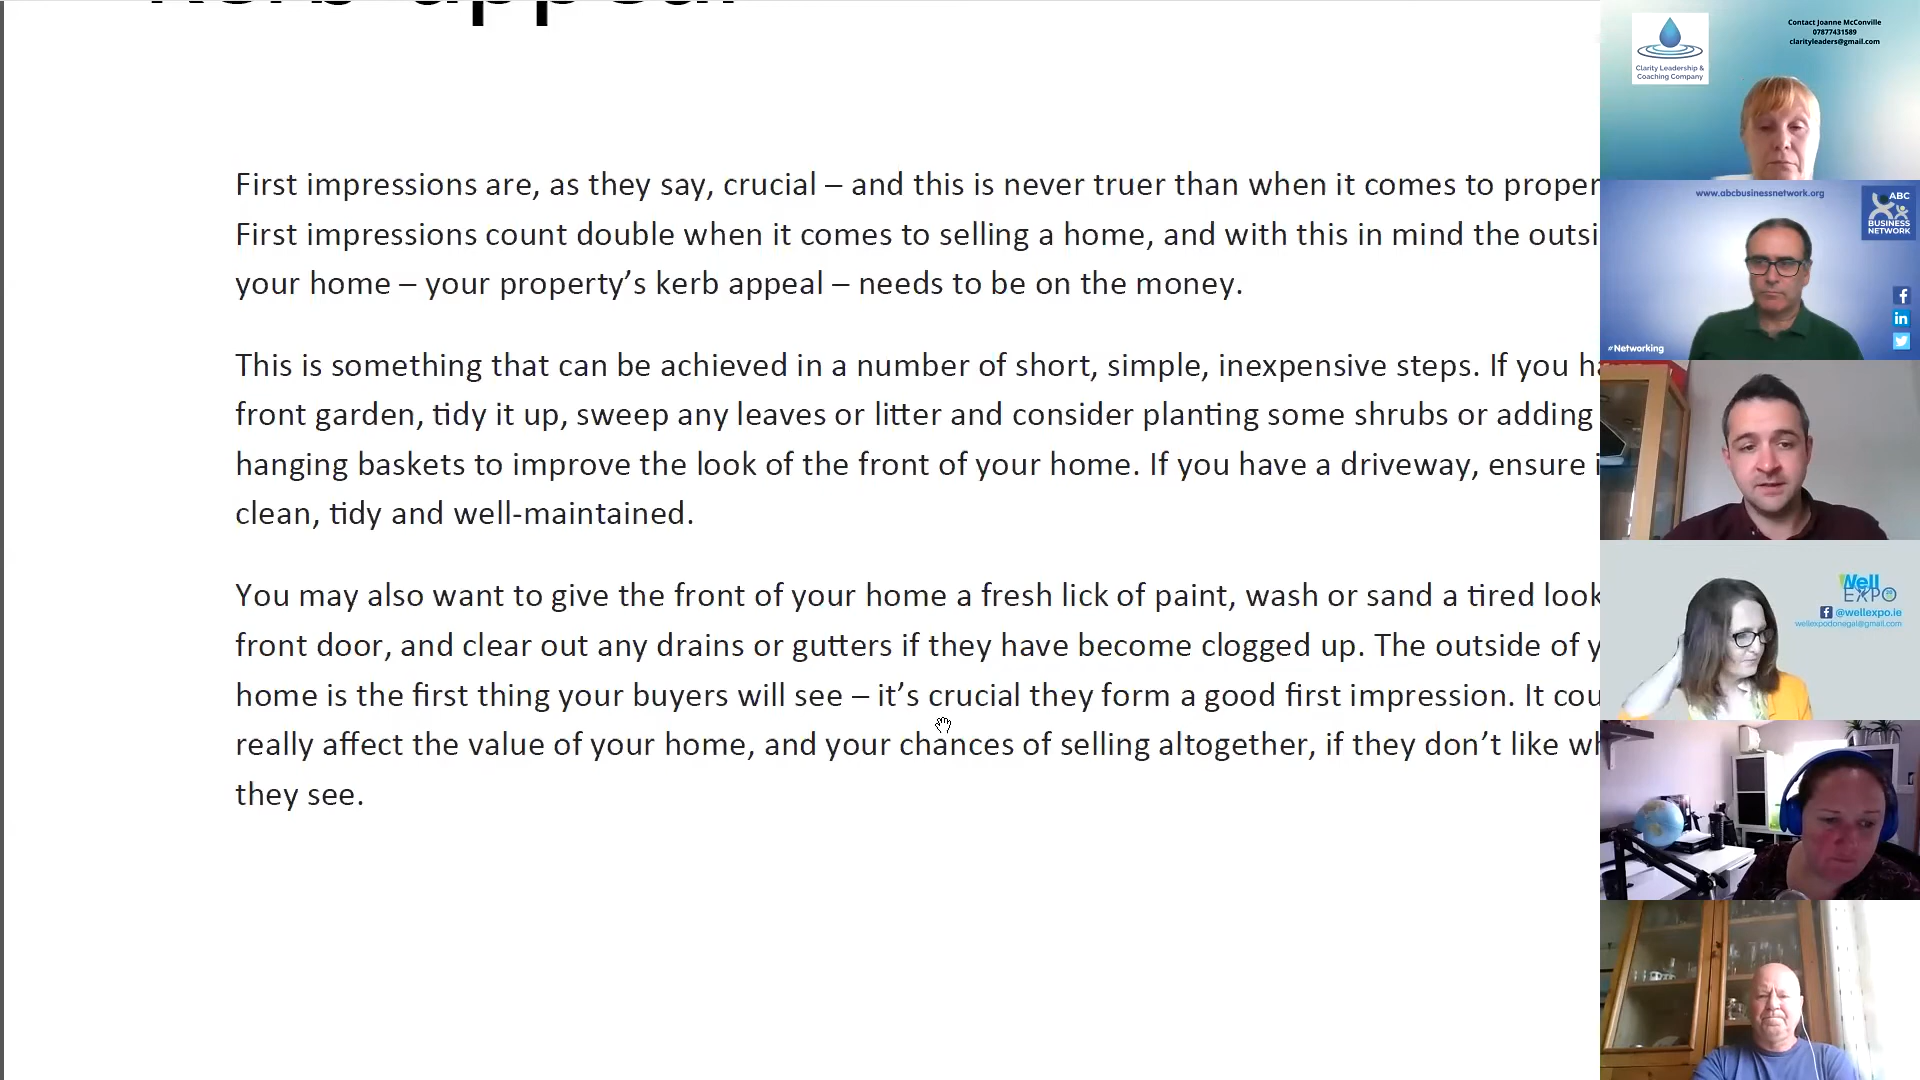 Kerb appeal
First impressions are, as they say, crucial – and this is never truer than when it comes to proper
First impressions count double when it comes to selling a home, and with this in mind the outsi
your home – your property’s kerb appeal – needs to be on the money.
This is something that can be achieved in a number of short, simple, inexpensive steps. If you ha
front garden, tidy it up, sweep any leaves or litter and consider planting some shrubs or adding
hanging baskets to improve the look of the front of your home. If you have a driveway, ensure i
clean, tidy and well-maintained.
You may also want to give the front of your home a fresh lick of paint, wash or sand a tired look
front door, and clear out any drains or gutters if they have become clogged up. The outside of y
home is the first thing your buyers will see – it’s crucial they form a good first impression. It cou
really affect the value of your home, and your chances of selling altogether, if they don’t like wh
they see.
Clarity Leadership &
Coaching Company
Contact Joanne McConville
07877431589
clarityleaders@gmail.com
www.abcbusinessnetwork.org
ABC
BUSINESS
NETWORK
#Networking
Well
EXPO
@wellexpo.ie
wellexpodonegal@gmail.com